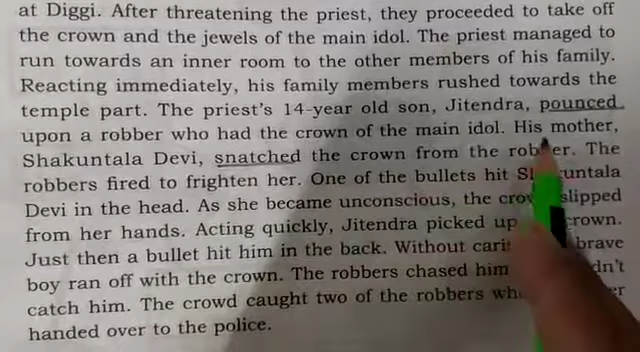 at Diggi. After threatening the priest, they proceeded to take off
the crown and the jewels of the main idol. The priest managed to
run towards an inner room to the other members of his family.
Reacting immediately, his family members rushed towards the
temple part. The priest's 14-year old son, Jitendra, pounced
upon a robber who had the crown of the main idol. His mother,
Shakuntala Devi, snatched the crown from the robber. The
robbers fired to frighten her. One of the bullets hit Shakuntala
Devi in the head. As she became unconscious, the crown slipped
from her hands. Acting quickly, Jitendra picked up crown.
Just then a bullet hit him in the back. Without brave
boy ran off with the crown. The robbers chased him
catch him. The crowd caught two of the robbers
handed over to the police.